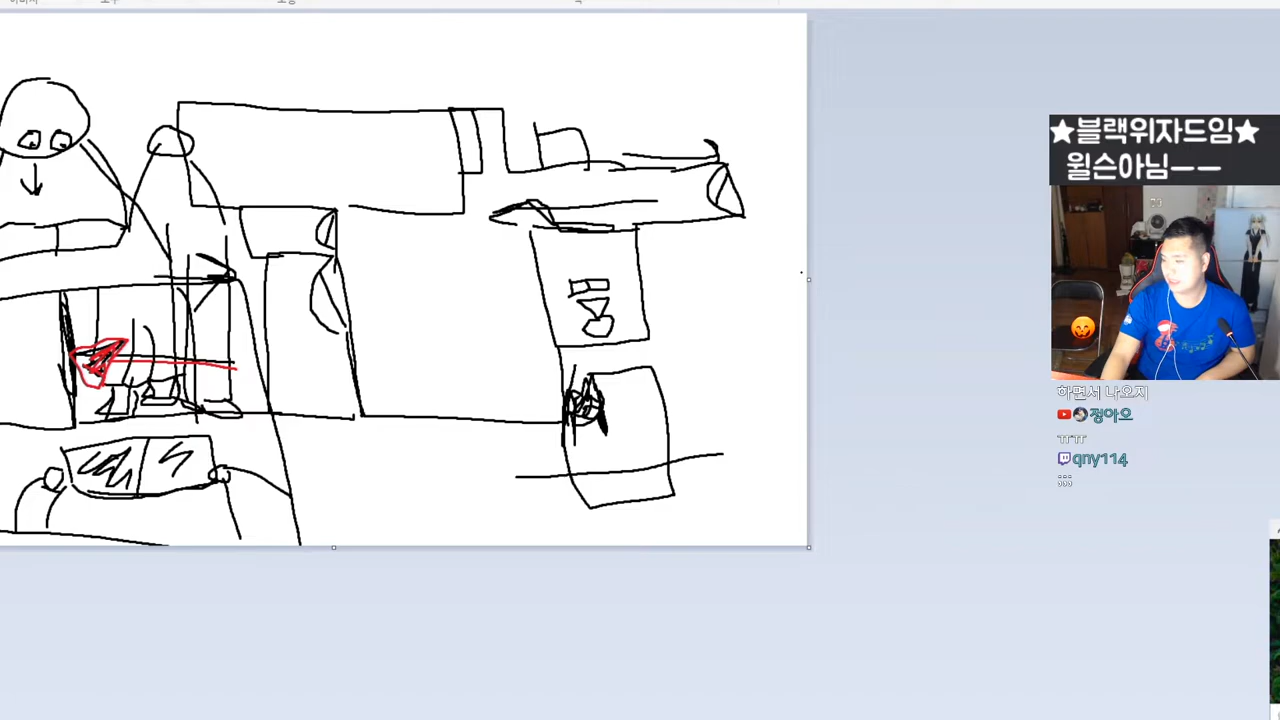 ★블랙위자드임★
윌슨아님ㅡㅡ
하면서 나오지
정아오
ㅠㅠ
qny114
;;;